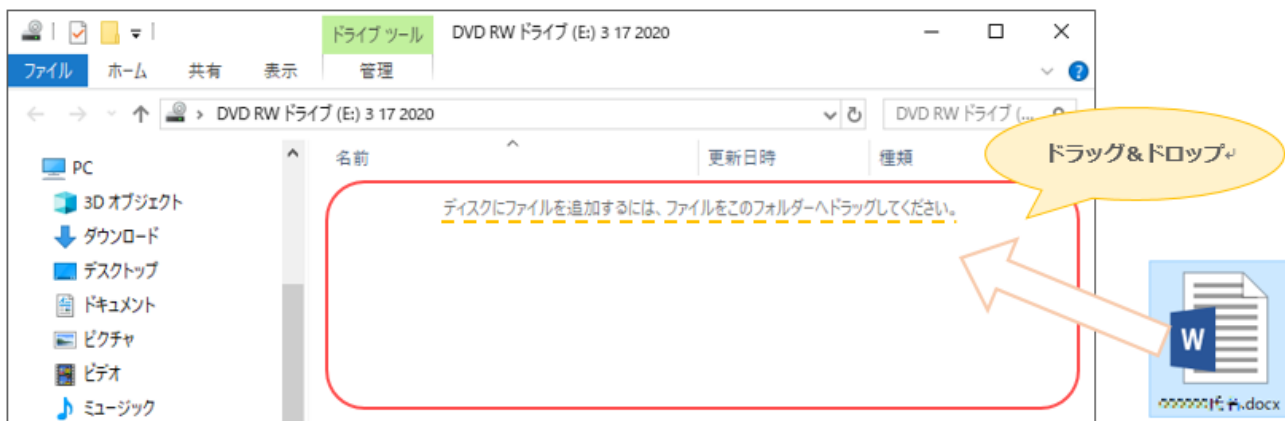 ドライブ ツール DVD RW ドライブ (E:) 3 17 2020
ファイル ホーム 共有 表示 管理
DVD RW ドライブ (E:) 3 17 2020 DVD RW ドライブ (...
名前 更新日時 種類
ドラッグ&ドロップ
PC
3D オブジェクト
ディスクにファイルを追加するには、ファイルをこのフォルダーへドラッグしてください。
ダウンロード
デスクトップ
ドキュメント
ピクチャ
ビデオ
ミュージック
W
.docx